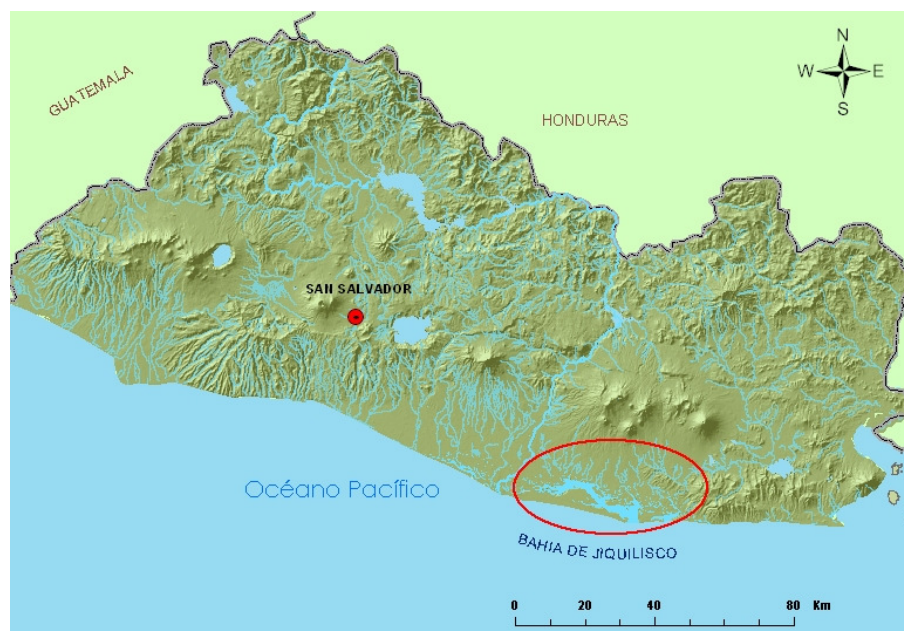 N
W E
S
GUATEMALA
HONDURAS
SAN SALVADOR
Océano Pacífico
BAHIA DE JIQUILISCO
0 20 40 80 Km